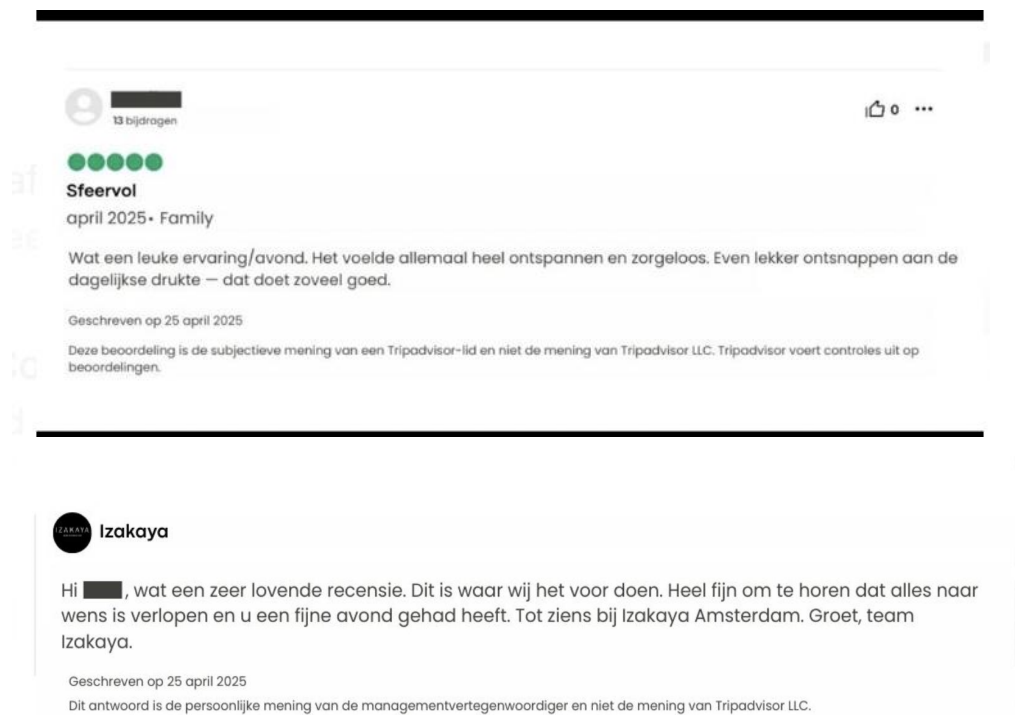 13 bijdragen
0 •••
Sfeervol
april 2025• Family
Wat een leuke ervaring/avond. Het voelde allemaal heel ontspannen en zorgeloos. Even lekker ontsnappen aan de
dagelijkse drukte — dat doet zoveel goed.
Geschreven op 25 april 2025
Deze beoordeling is de subjectieve mening van een Tripadvisor-lid en niet de mening van Tripadvisor LLC. Tripadvisor voert controles uit op
beoordelingen.
IZAKAYA Izakaya
Hi , wat een zeer lovende recensie. Dit is waar wij het voor doen. Heel fijn om te horen dat alles naar
wens is verlopen en u een fijne avond gehad heeft. Tot ziens bij Izakaya Amsterdam. Groet, team
Izakaya.
Geschreven op 25 april 2025
Dit antwoord is de persoonlijke mening van de managementvertegenwoordiger en niet de mening van Tripadvisor LLC.